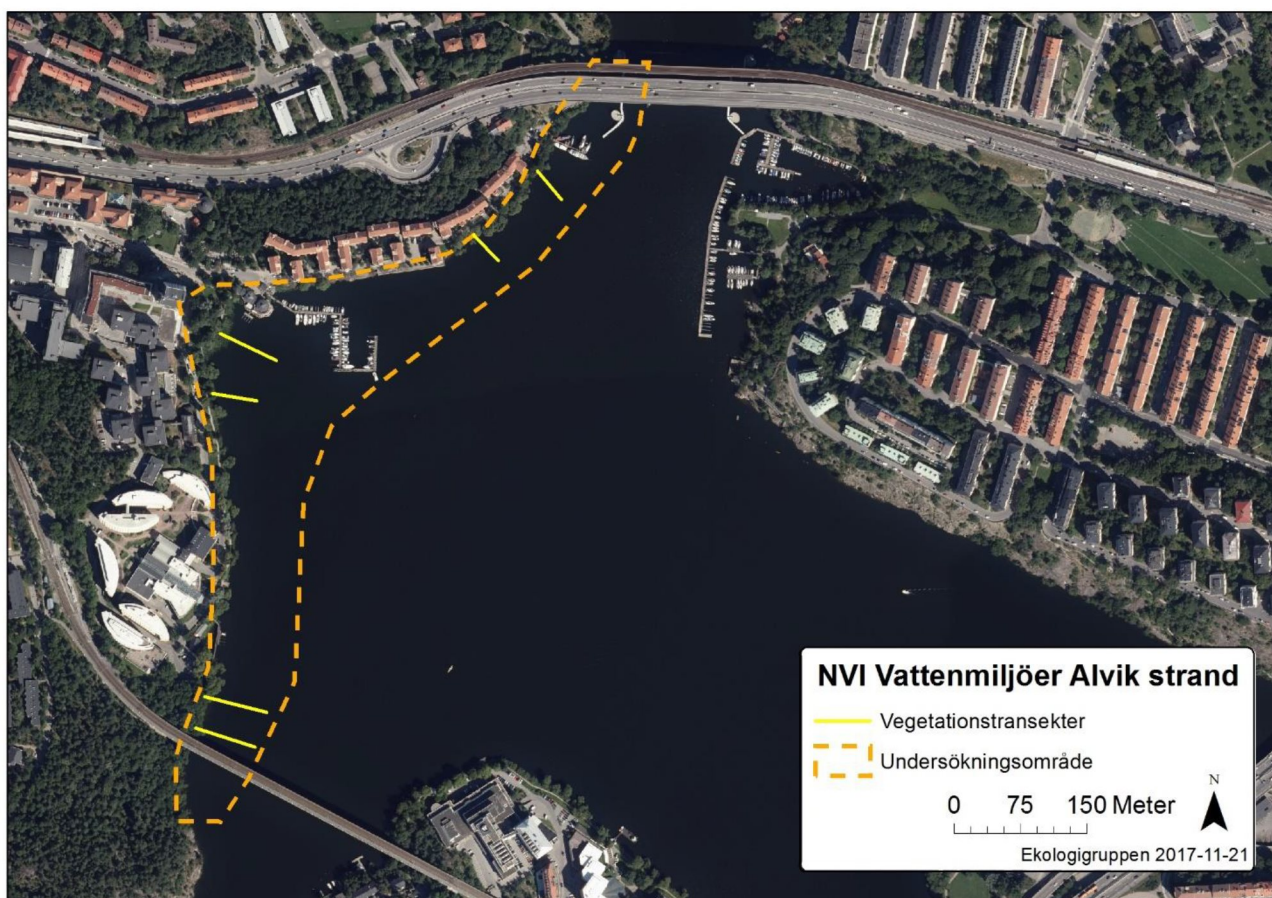 NVI Vattenmiljöer Alvik strand
Vegetationstransekter
Undersökningsområde
N
0 75 150 Meter
Ekologigruppen 2017-11-21